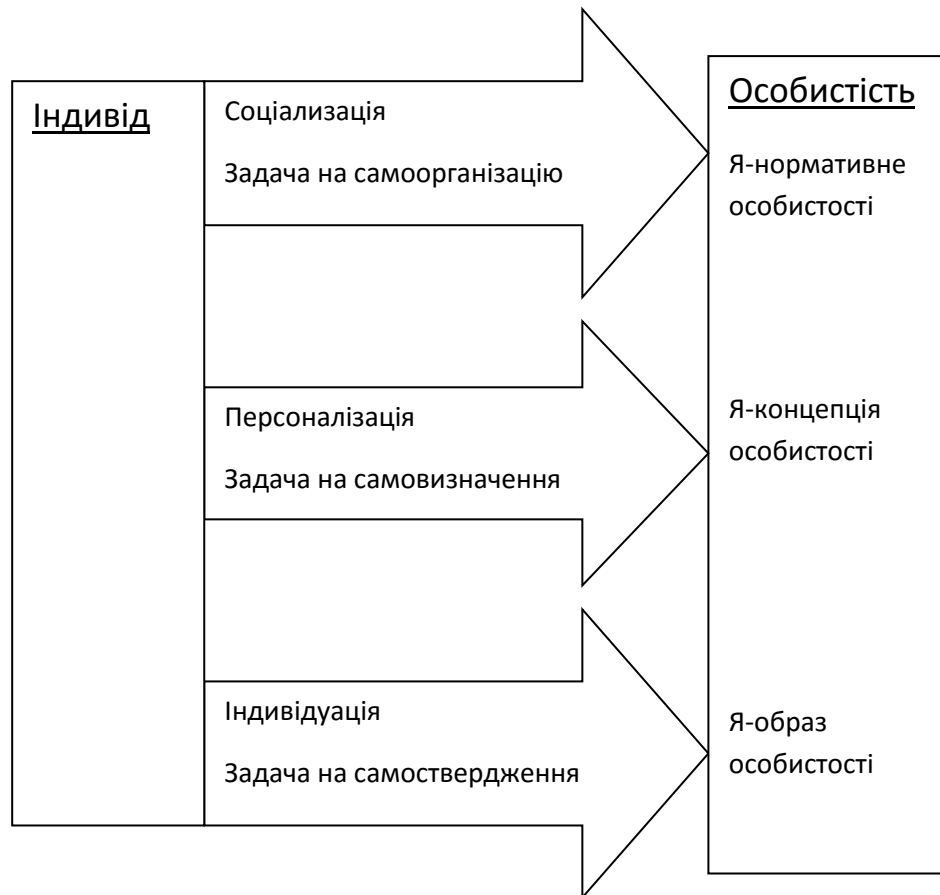 Індивід
Соціализація
Задача на самоорганізацію
Персоналізація
Задача на самовизначення
Індивідуація
Задача на самоствердження
Особистість
Я-нормативне
особистості
Я-концепція
особистості
Я-образ
особистості